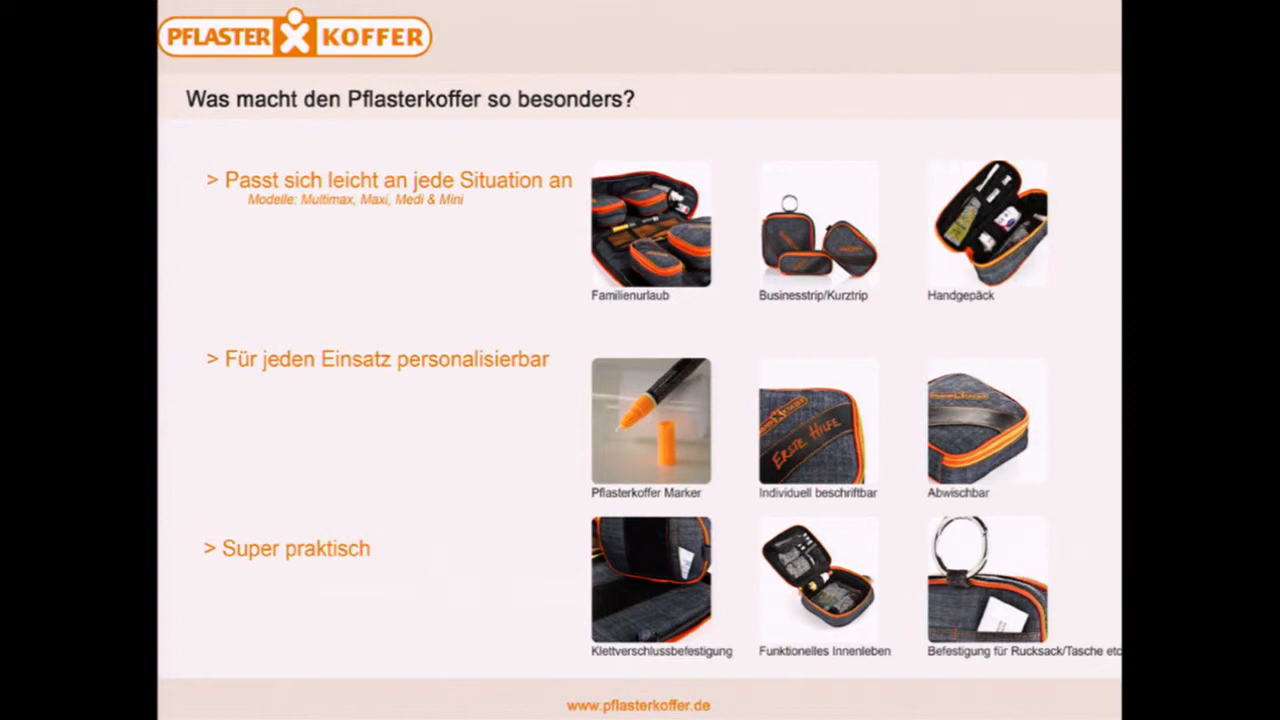 PFLASTER KOFFER
Was macht den Pflasterkoffer so besonders?
> Passt sich leicht an jede Situation an
Modelle: Multimax, Maxi, Medi & Mini
Familienurlaub
Businesstrip/Kurztrip
Handgepäck
> Für jeden Einsatz personalisierbar
ERSTE HILFE
Pflasterkoffer Marker
Individuell beschriftbar
Abwischbar
> Super praktisch
Klettverschlussbefestigung
Funktionelles Innenleben
Befestigung für Rucksack/Tasche etc
www.pflasterkoffer.de